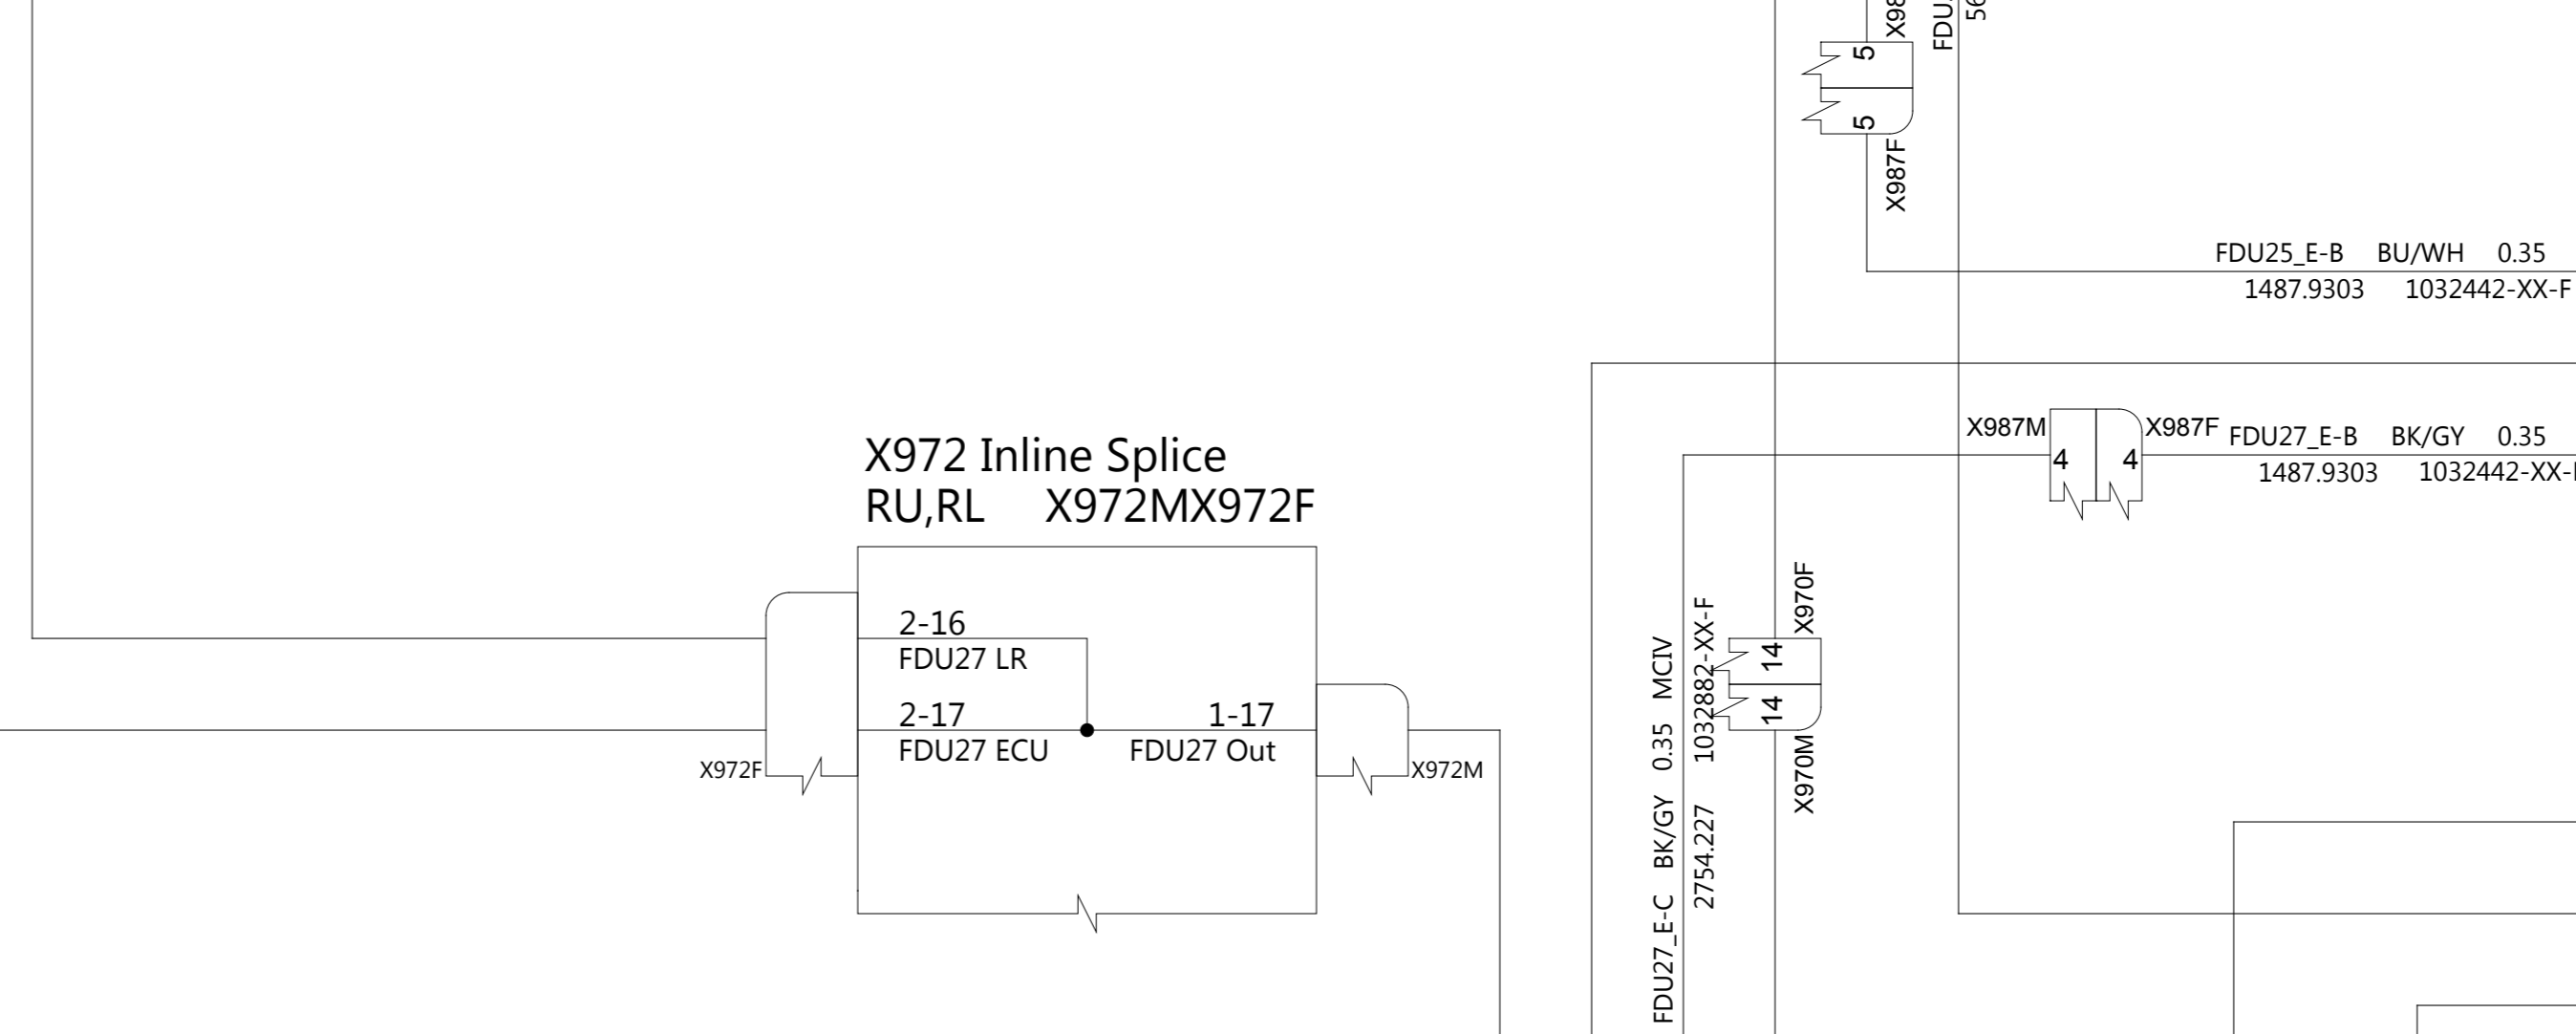 5
5
X987F
FDU25_E-B BU/WH 0.35
1487.9303 1032442-XX-F
X987M
4
4
X987F
FDU27_E-B BK/GY 0.35
1487.9303
X972 Inline Splice
RU,RL X972MX972F
2-16
FDU27 LR
2-17
FDU27 ECU
1-17
FDU27 Out
X972F
X972M
FDU27_E-C BK/GY 0.35 MCIV
2754.227 1032882-XX-F
X970F
14
14
X970M